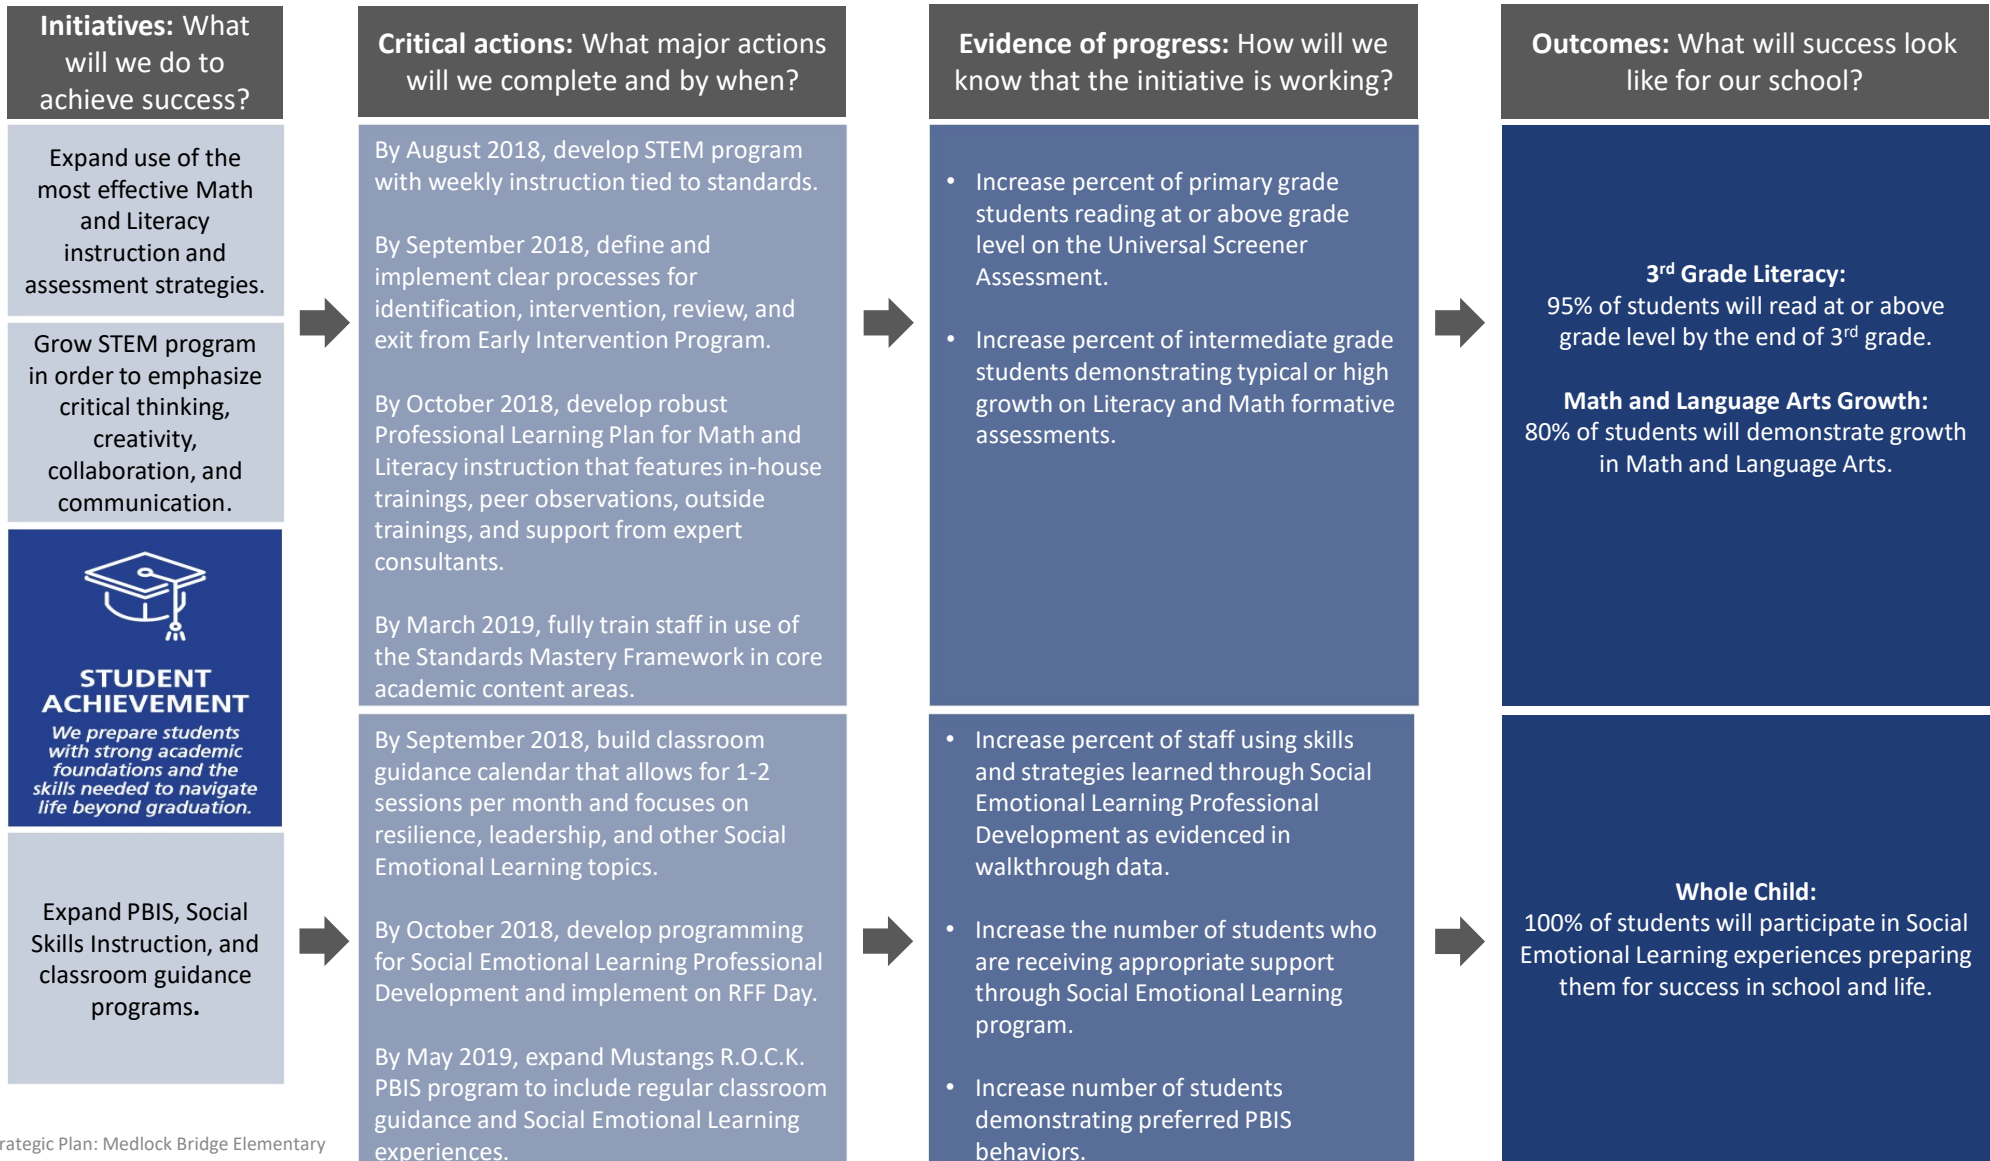 Initiatives: What
will we do to
achieve success?
Critical actions: What major actions
will we complete and by when?
Evidence of progress: How will we
know that the initiative is working?
Outcomes: What will success look
like for our school?
Expand use of the
most effective Math
and Literacy
instruction and
assessment strategies.
Grow STEM program
in order to emphasize
critical thinking,
creativity,
collaboration, and
communication.
By August 2018, develop STEM program
with weekly instruction tied to standards.
By September 2018, define and
implement clear processes for
identification, intervention, review, and
exit from Early Intervention Program.
By October 2018, develop robust
Professional Learning Plan for Math and
Literacy instruction that features in-house
trainings, peer observations, outside
trainings, and support from expert
consultants.
By March 2019, fully train staff in use of
the Standards Mastery Framework in core
academic content areas.
• Increase percent of primary grade
students reading at or above grade
level on the Universal Screener
Assessment.
• Increase percent of intermediate grade
students demonstrating typical or high
growth on Literacy and Math formative
assessments.
3rd Grade Literacy:
95% of students will read at or above
grade level by the end of 3rd grade.
Math and Language Arts Growth:
80% of students will demonstrate growth
in Math and Language Arts.
STUDENT
ACHIEVEMENT
We prepare students
with strong academic
foundations and the
skills needed to navigate
life beyond graduation.
Expand PBIS, Social
Skills Instruction, and
classroom guidance
programs.
By September 2018, build classroom
guidance calendar that allows for 1-2
sessions per month and focuses on
resilience, leadership, and other Social
Emotional Learning topics.
By October 2018, develop programming
for Social Emotional Learning Professional
Development and implement on RFF Day.
By May 2019, expand Mustangs R.O.C.K.
PBIS program to include regular classroom
guidance and Social Emotional Learning
experiences.
• Increase percent of staff using skills
and strategies learned through Social
Emotional Learning Professional
Development as evidenced in
walkthrough data.
• Increase the number of students who
are receiving appropriate support
through Social Emotional Learning
program.
• Increase number of students
demonstrating preferred PBIS
behaviors.
Whole Child:
100% of students will participate in Social
Emotional Learning experiences preparing
them for success in school and life.
rategic Plan: Medlock Bridge Elementary